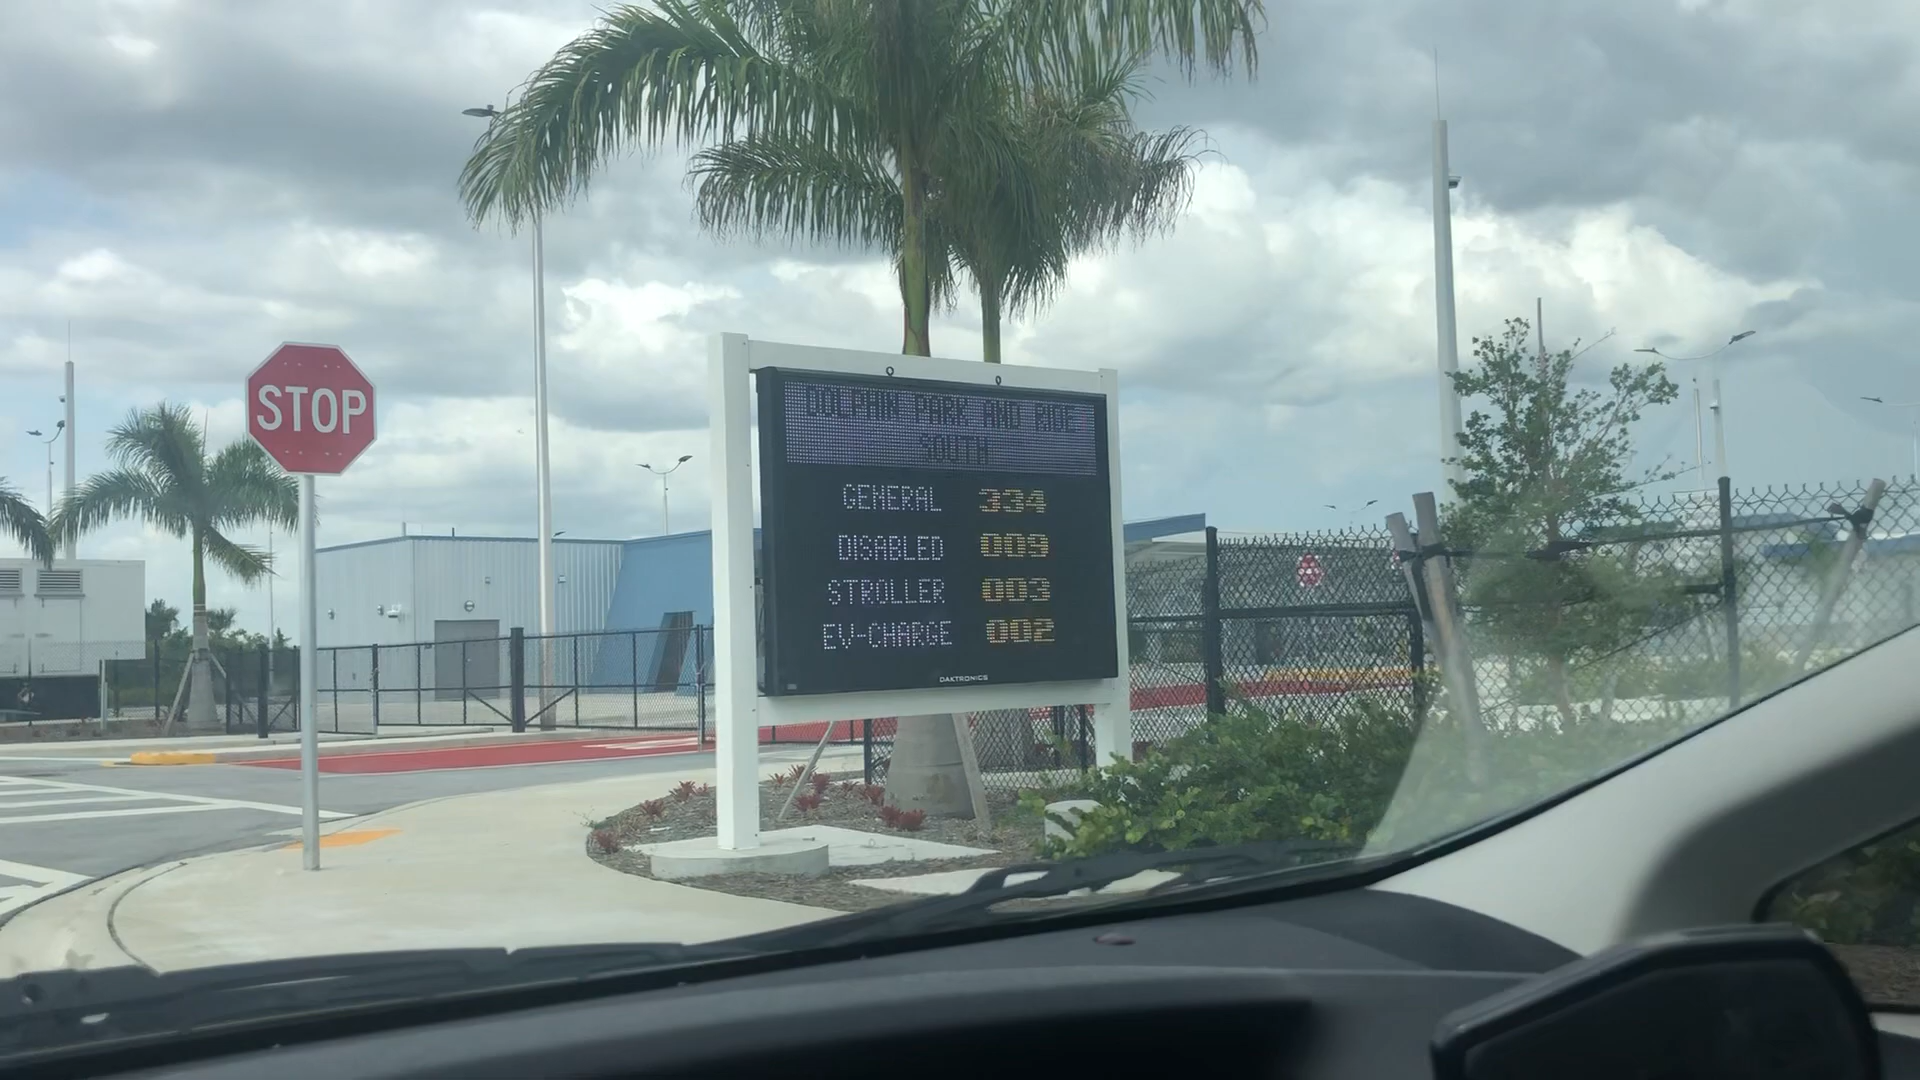 STOP
DOLPHIN PARK AND RIDE
SOUTH
GENERAL 334
DISABLED 009
STROLLER 003
EV-CHARGE 002
DAKTRONICS